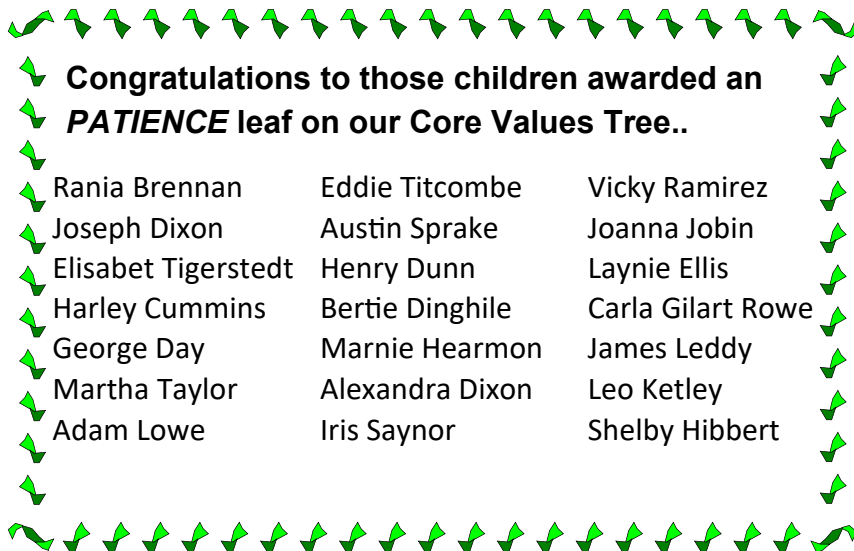 Congratulations to those children awarded an
PATIENCE leaf on our Core Values Tree..
Rania Brennan Eddie Titcombe Vicky Ramirez
Joseph Dixon Austin Sprake Joanna Jobin
Elisabet Tigerstedt Henry Dunn Laynie Ellis
Harley Cummins Bertie Dinghile Carla Gilart Rowe
George Day Marnie Hearmon James Leddy
Martha Taylor Alexandra Dixon Leo Ketley
Adam Lowe Iris Saynor Shelby Hibbert